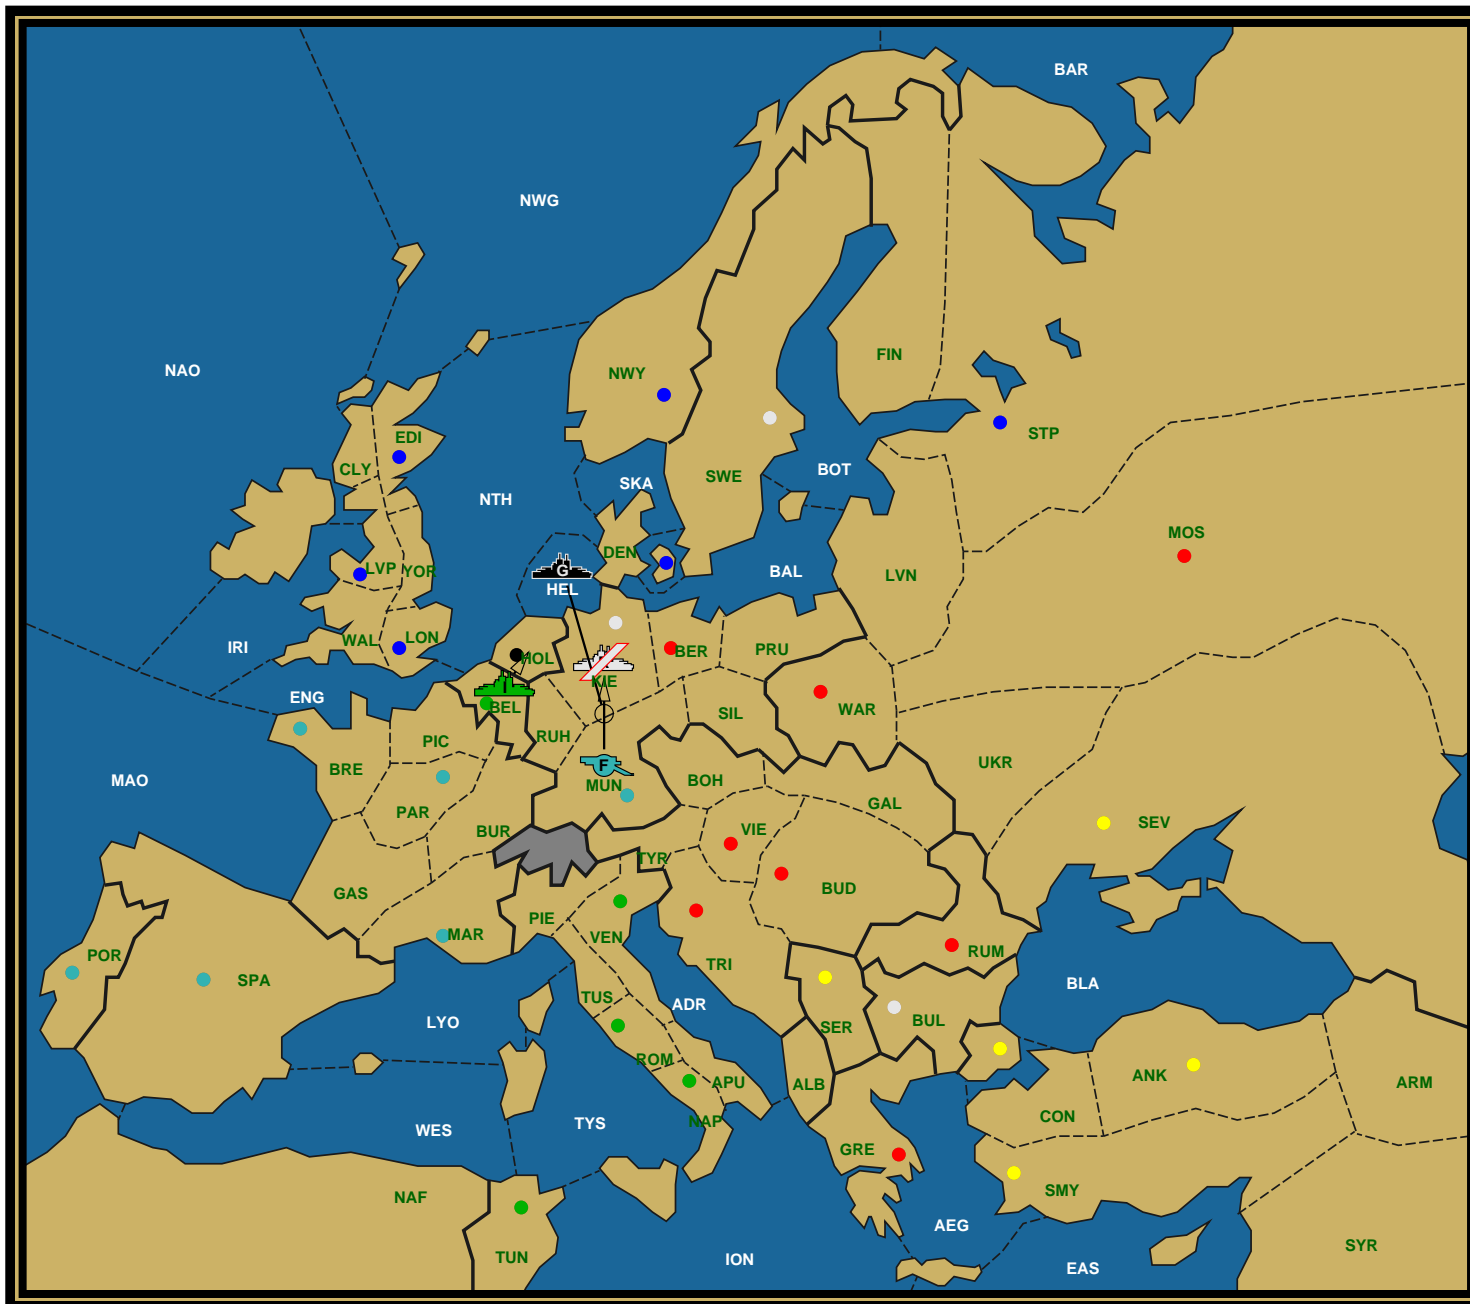 BAR
NWG
NAO
FIN
NWY
EDI
STP
CLY
SWE
BOT
SKA
NTH
MOS
DEN
G
HEL
BAL
LVN
LVP
YOR
WAL
LON
IRI
HOL
KIE
BER
PRU
ENG
I
BEL
SIL
WAR
RUH
PIC
BRE
MAO
F
MUN
BOH
UKR
GAL
PAR
BUR
VIE
SEV
TYR
BUD
GAS
PIE
MAR
VEN
POR
SPA
TRI
RUM
BLA
TUS
ADR
LYO
SER
BUL
ROM
APU
ALB
ANK
ARM
CON
NAP
WES
TYS
GRE
NAF
SMY
AEG
TUN
ION
EAS
SYR